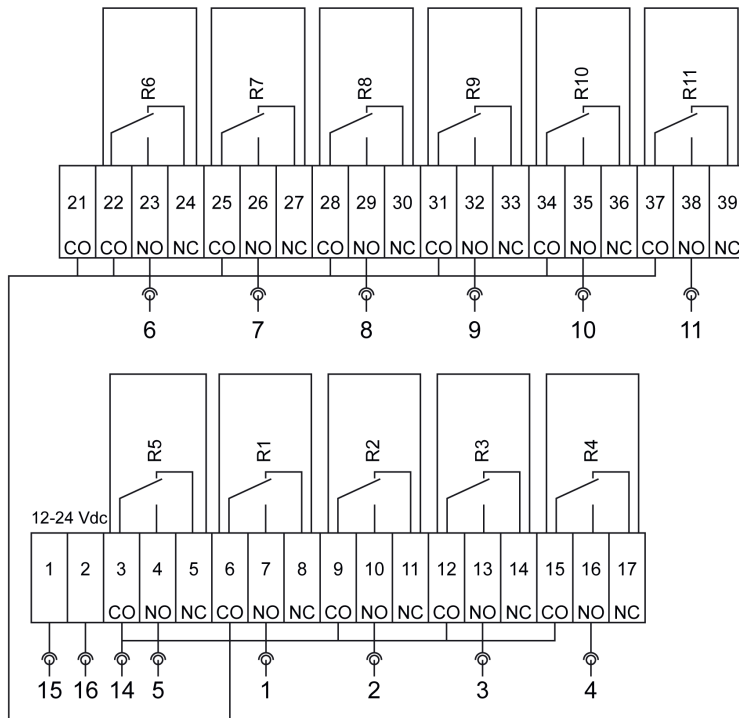 R6 R7 R8 R9 R10 R11
21 22 23 24 25 26 27 28 29 30 31 32 33 34 35 36 37 38 39
CO CO NO NC CO NO NC CO NO NC CO NO NC CO NO NC CO NO NC
6 7 8 9 10 11
R5 R1 R2 R3 R4
12-24 Vdc
1 2 3 4 5 6 7 8 9 10 11 12 13 14 15 16 17
CO NO NC CO NO NC CO NO NC CO NO NC CO NO NC
15 16 14 5 1 2 3 4